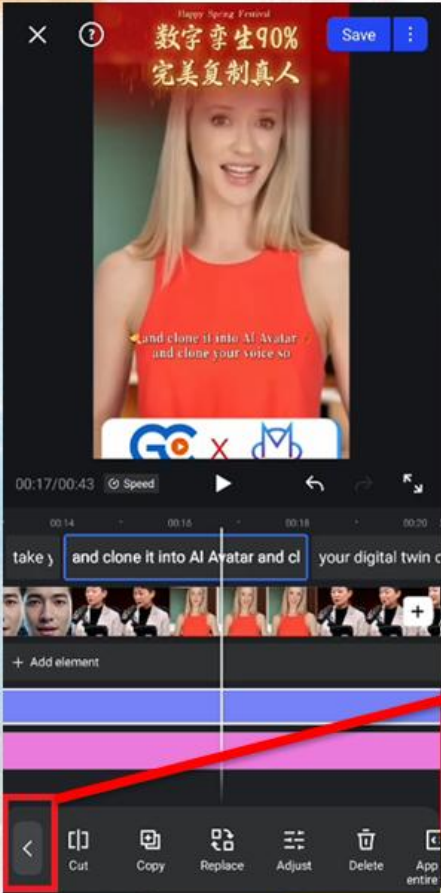 Happy Spring Festival
数字孪生90%
完美复制真人
Save
and clone it into AI Avatar
and clone your voice so
GC X
00:17/00:43 Speed
00:14 00:16 00:18 00:20
take y
and clone it into AI Avatar and cl
your digital twin c
+ Add element
Cut Copy Replace Adjust Delete App
entire